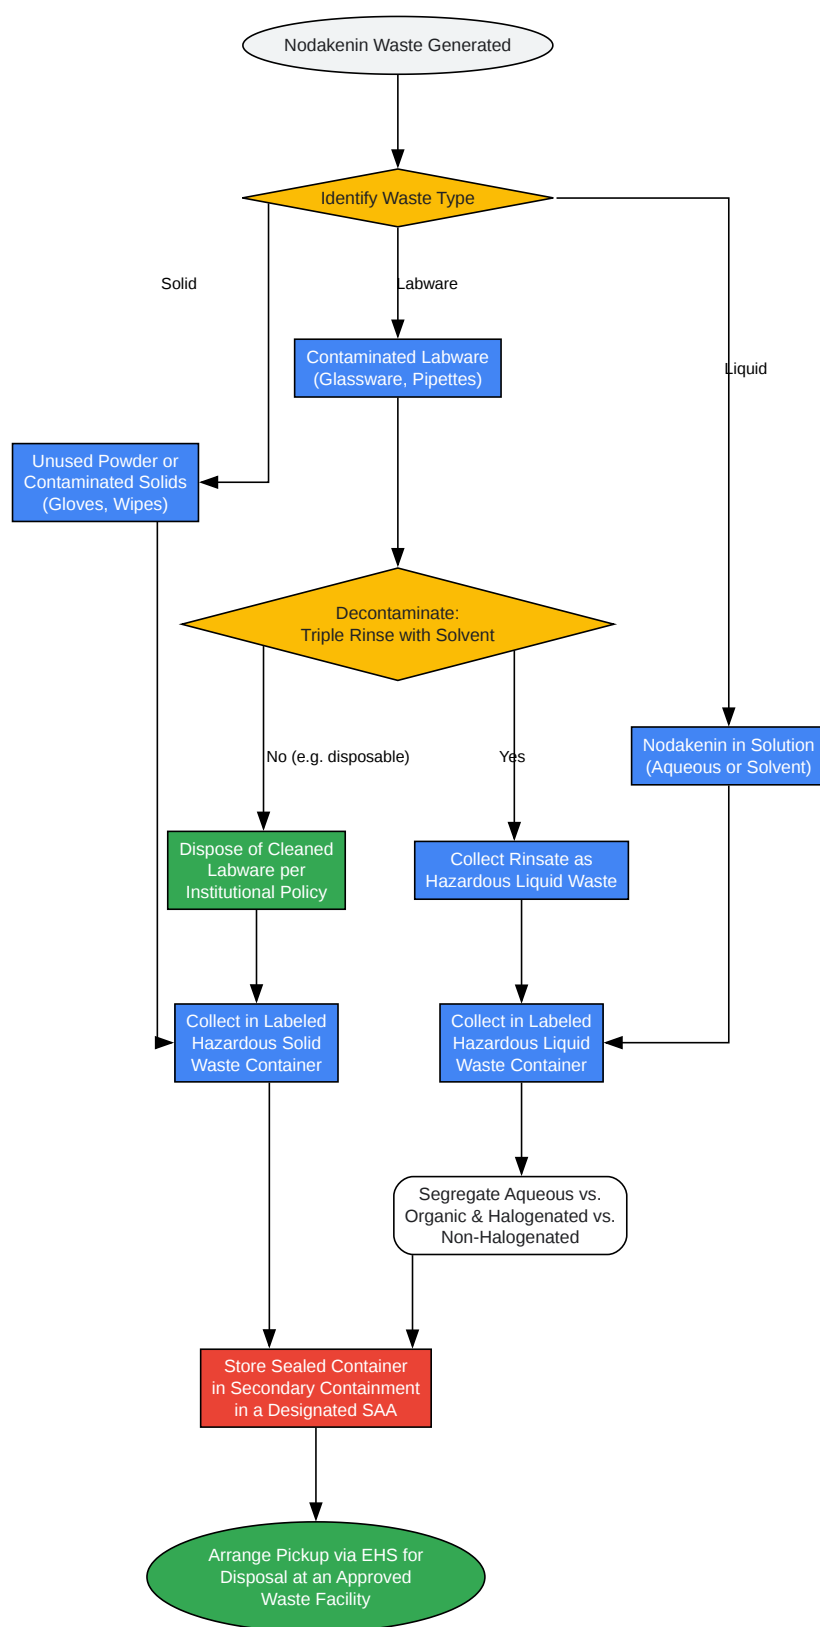 Nodakenin Waste Generated
Identify Waste Type
Solid
Labware
Contaminated Labware
(Glassware, Pipettes)
Liquid
Unused Powder or
Contaminated Solids
(Gloves, Wipes)
Decontaminate:
Triple Rinse with Solvent
No (e.g. disposable)
Yes
Nodakenin in Solution
(Aqueous or Solvent)
Dispose of Cleaned
Labware per
Institutional Policy
Collect Rinsate as
Hazardous Liquid Waste
Collect in Labeled
Hazardous Solid
Waste Container
Collect in Labeled
Hazardous Liquid
Waste Container
Segregate Aqueous vs.
Organic & Halogenated vs.
Non-Halogenated
Store Sealed Container
in Secondary Containment
in a Designated SAA
Arrange Pickup via EHS for
Disposal at an Approved
Waste Facility